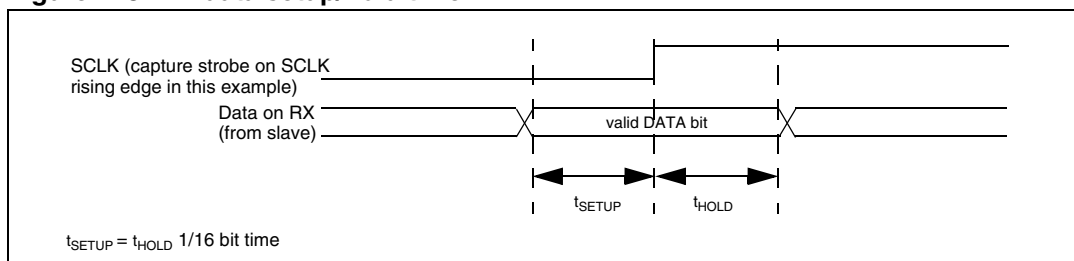 SCLK (capture strobe on SCLK
rising edge in this example)
Data on RX
(from slave)
valid DATA bit
tSETUP
tHOLD
tSETUP = tHOLD 1/16 bit time